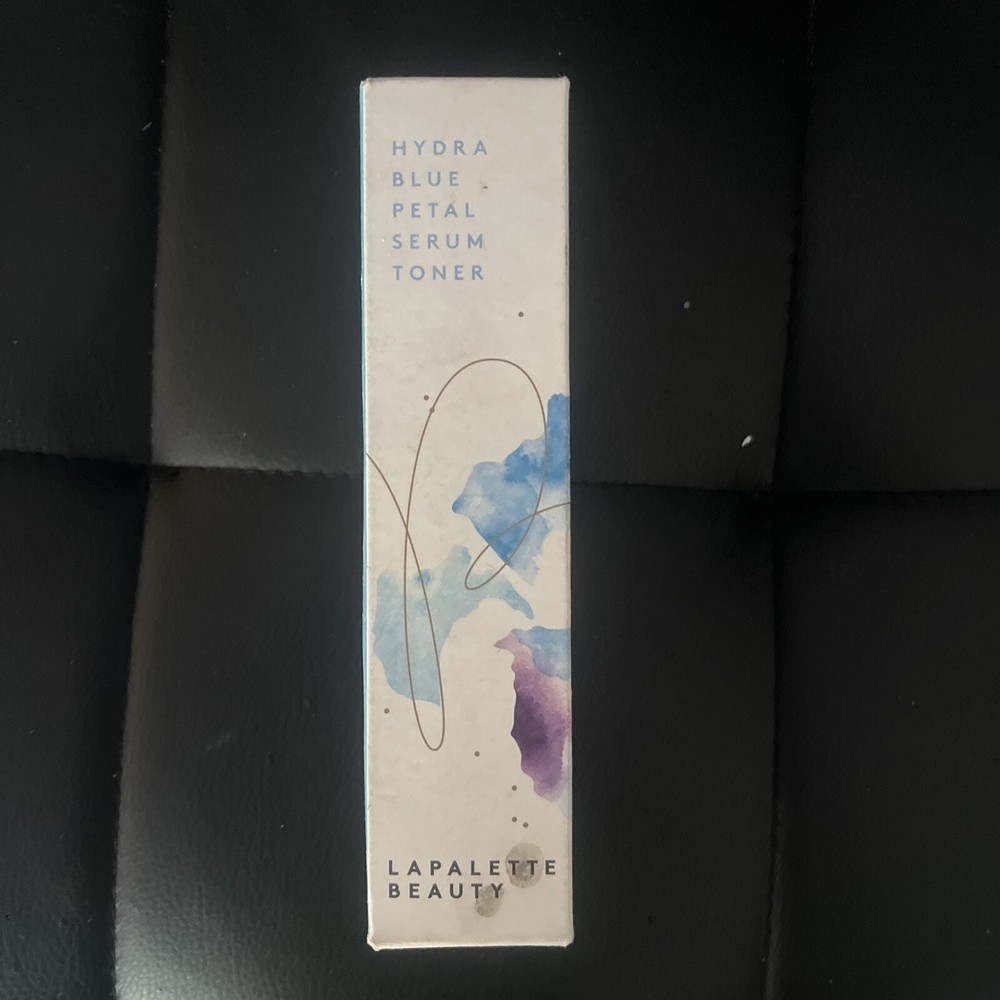 HYDRA
BLUE
PETAL
SERUM
TONER
LAPALETTE
BEAUTY